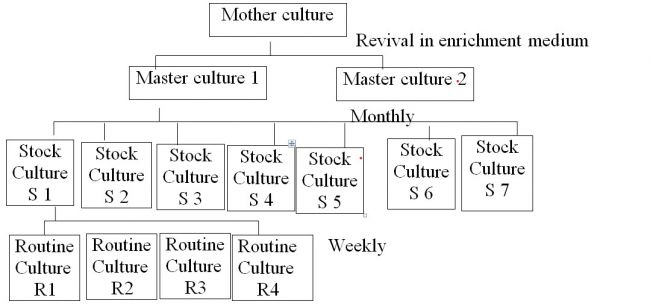 Mother culture
Revival in enrichment medium
Master culture 1
Master culture 2
Monthly
Stock Culture S 1
Stock Culture S 2
Stock Culture S 3
Stock Culture S 4
Stock Culture S 5
Stock Culture S 6
Stock Culture S 7
Routine Culture R1
Routine Culture R2
Routine Culture R3
Routine Culture R4
Weekly